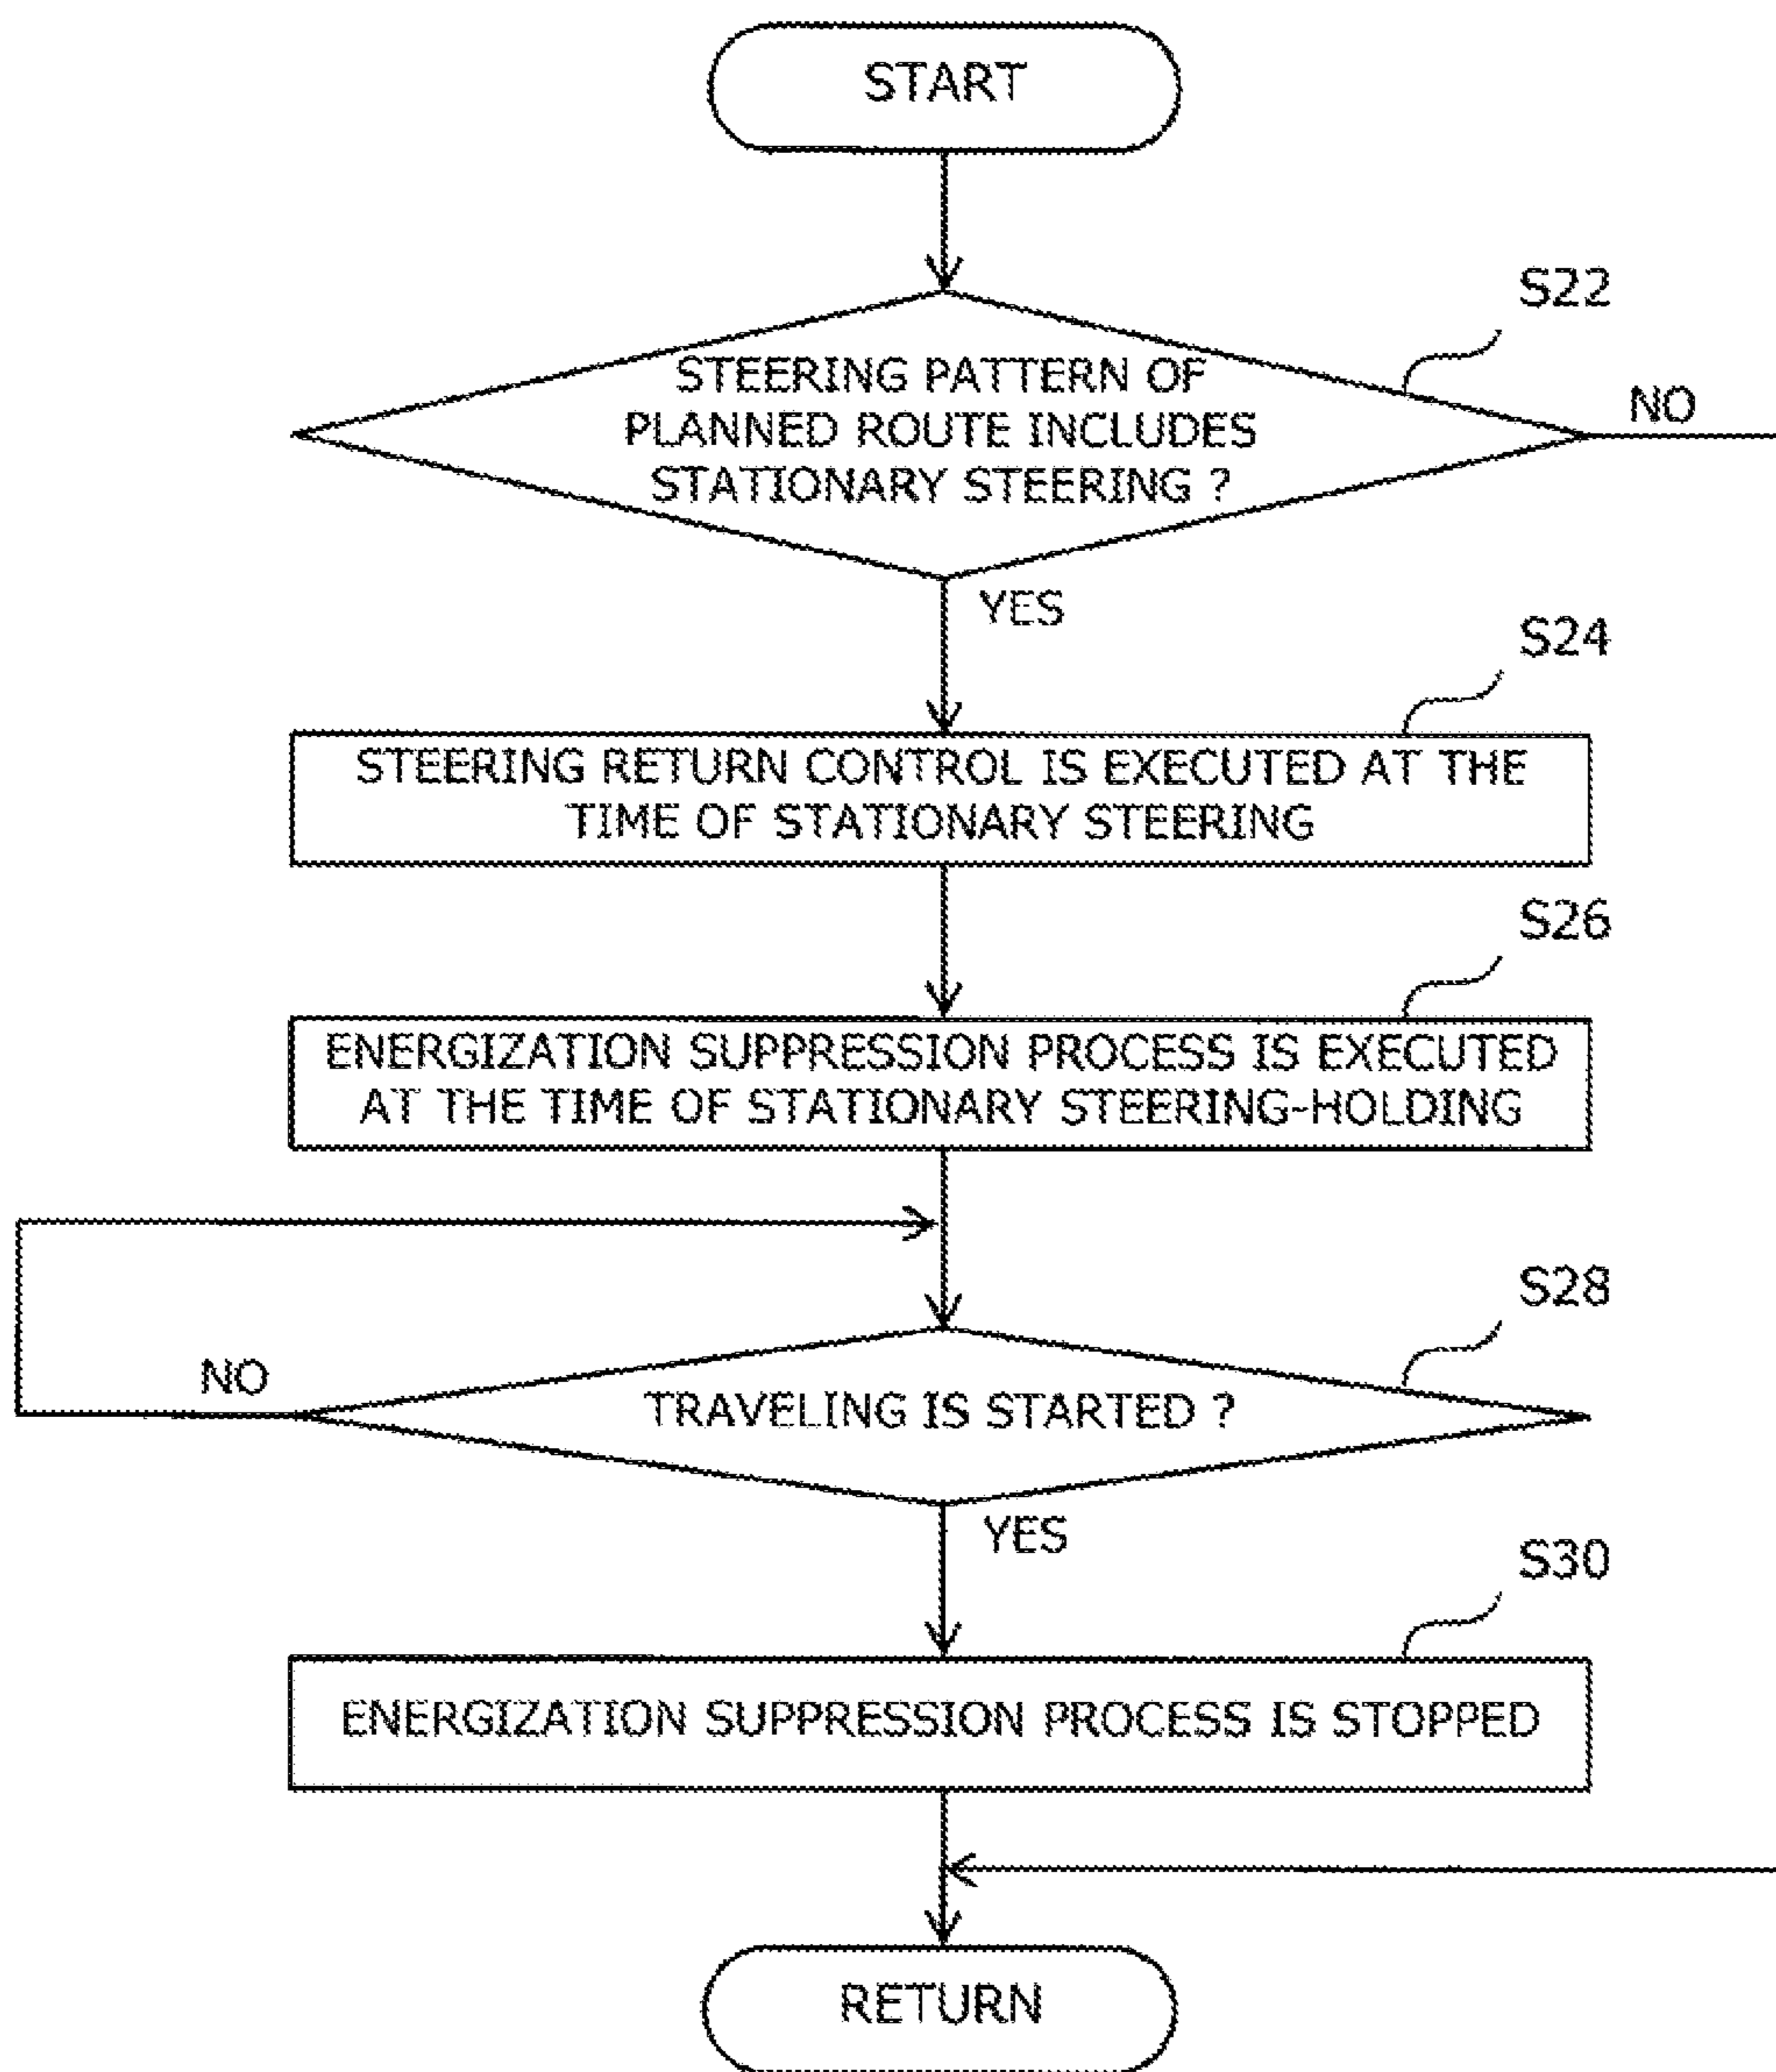 START
S22
STEERING PATTERN OF
PLANNED ROUTE INCLUDES
STATIONARY STEERING ?
NO
YES
S24
STEERING RETURN CONTROL IS EXECUTED AT THE
TIME OF STATIONARY STEERING
S26
ENERGIZATION SUPPRESSION PROCESS IS EXECUTED
AT THE TIME OF STATIONARY STEERING-HOLDING
S28
NO
TRAVELING IS STARTED ?
YES
S30
ENERGIZATION SUPPRESSION PROCESS IS STOPPED
RETURN